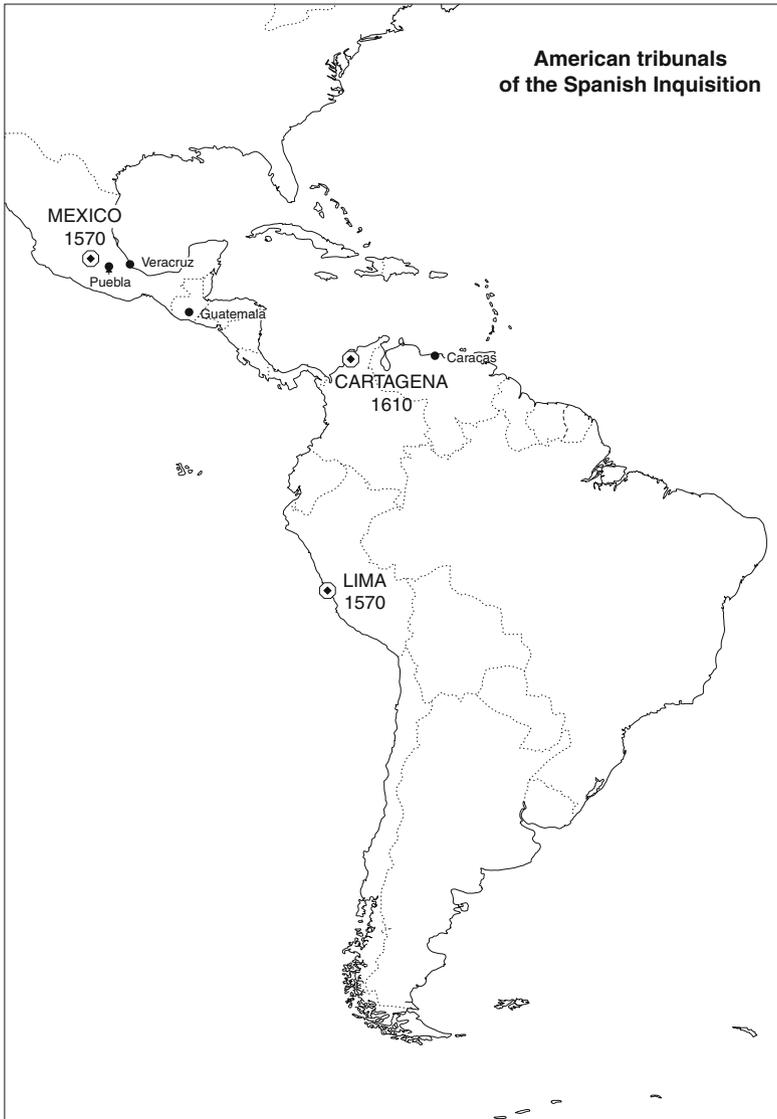 American tribunals
of the Spanish Inquisition
MEXICO
1570
Veracruz
Puebla
Guatemala
Caracas
CARTAGENA
1610
LIMA
1570